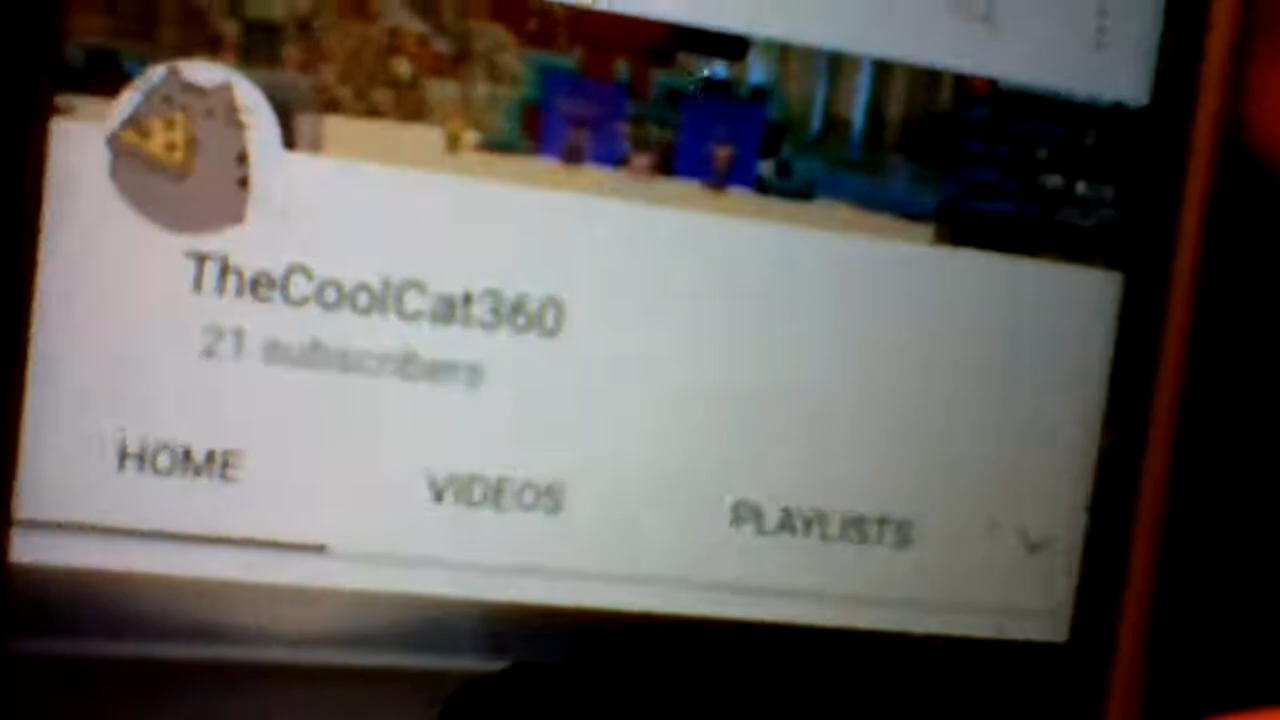 TheCoolCat360
21 subscribers
HOME
VIDEOS
PLAYLISTS